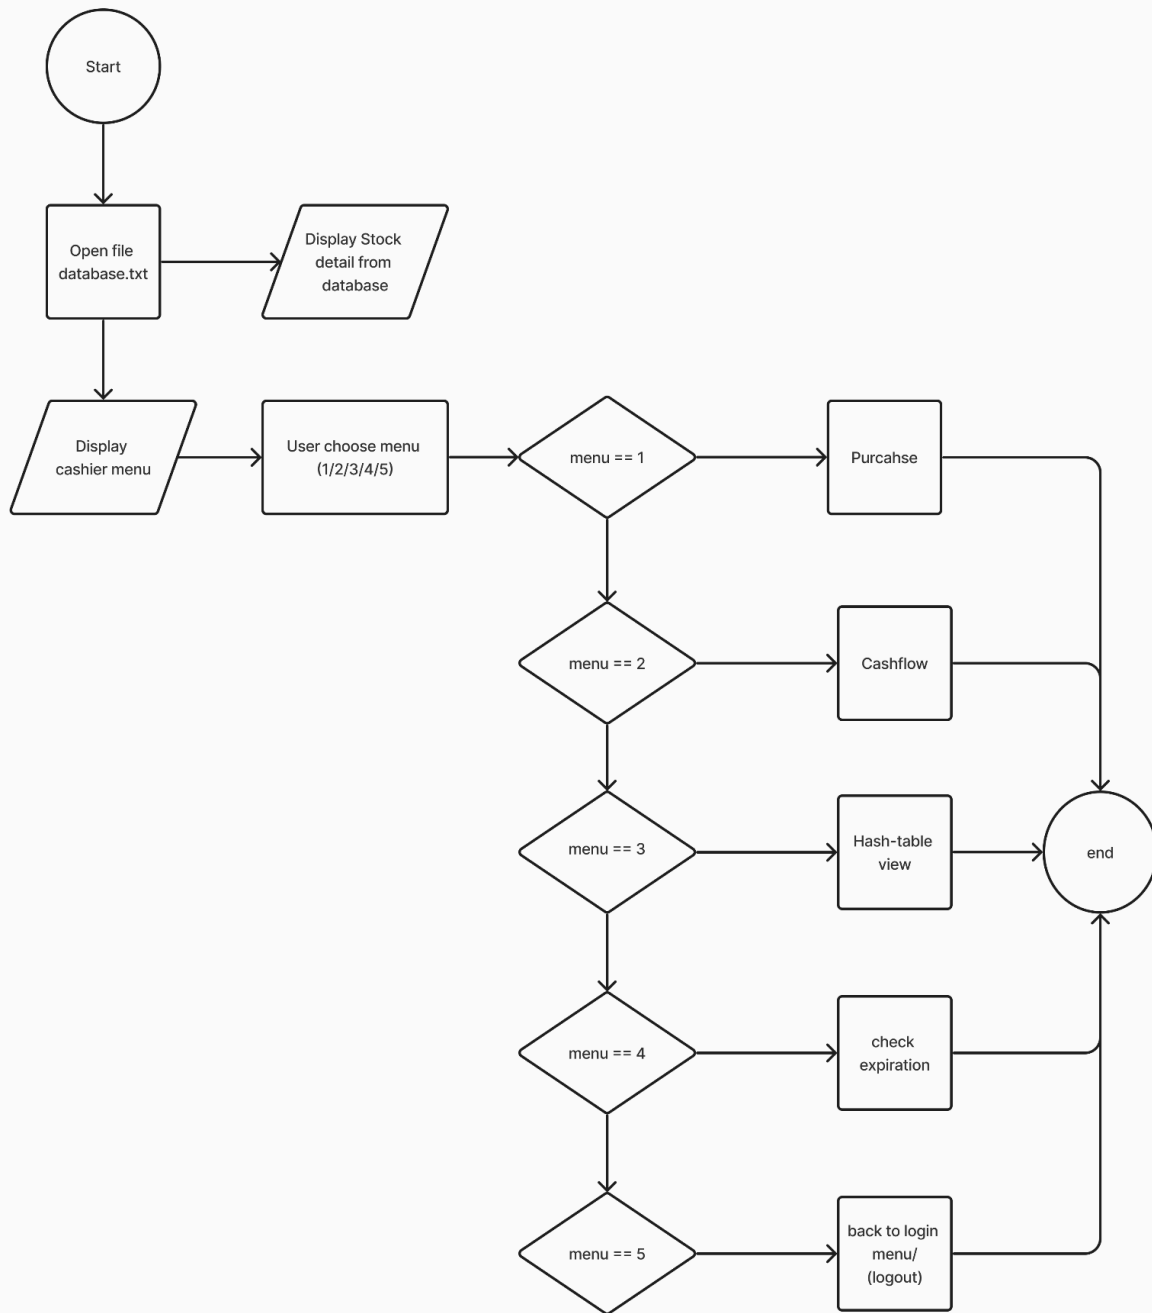 Start
Open file
database.txt
Display Stock
detail from
database
Display
cashier menu
User choose menu
(1/2/3/4/5)
menu == 1
Purcahse
menu == 2
Cashflow
menu == 3
Hash-table
view
end
menu == 4
check
expiration
menu == 5
back to login
menu/
(logout)